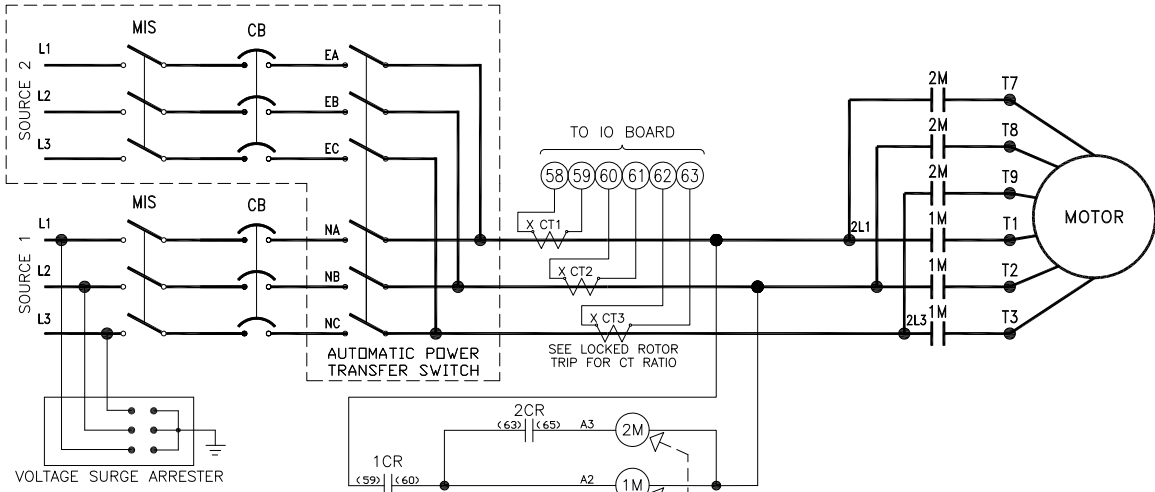 MIS
CB
SOURCE 2
L1
EA
L2
EB
L3
EC
TO IO BOARD
58 59 60 61 62 63
2M
T7
2M
T8
2M
T9
MOTOR
MIS
CB
SOURCE 1
L1
NA
X CT1
2L1
1M
T1
L2
NB
X CT2
1M
T2
L3
NC
X CT3
2L3
1M
T3
AUTOMATIC POWER
TRANSFER SWITCH
SEE LOCKED ROTOR
TRIP FOR CT RATIO
VOLTAGE SURGE ARRESTER
2CR
(63) (65)
A3
2M
1CR
(59) (60)
A2
1M